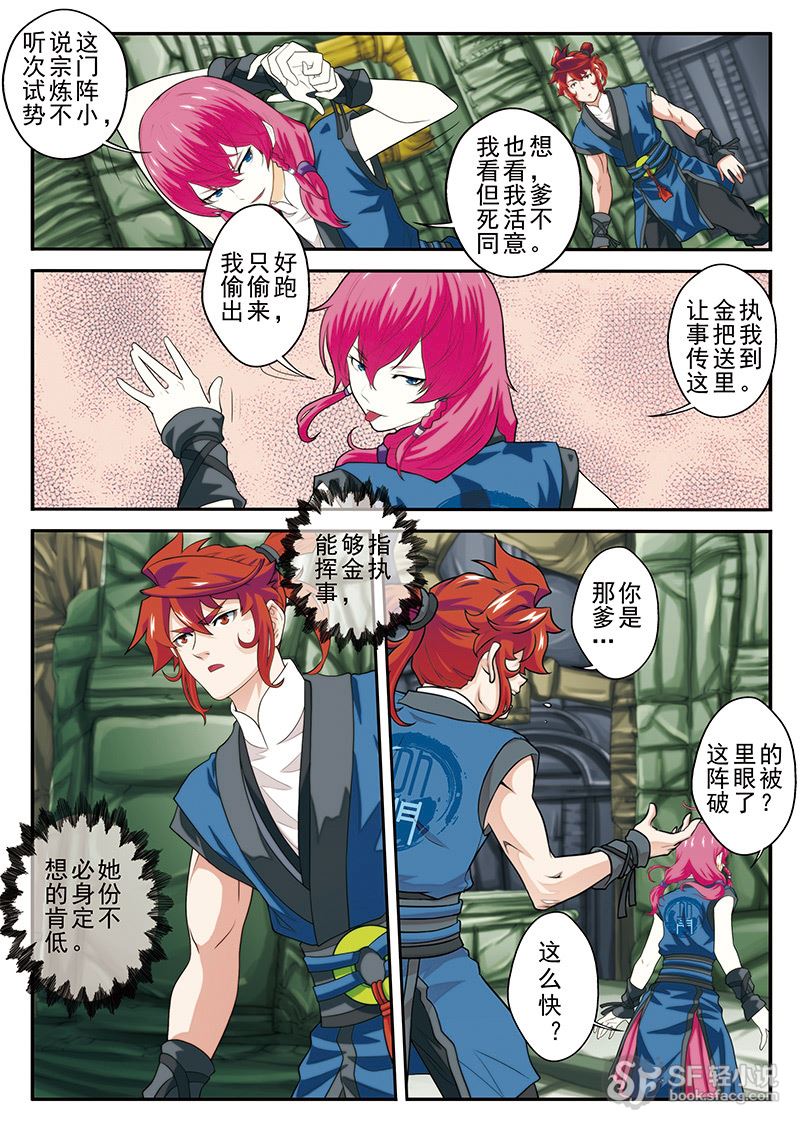 听说这
次宗门
试炼阵
势不小，
我也想
看看，
但我爹
死活不
同意。
我只好
偷偷跑
出来，
让金执
事把我
传送到
这里。
能够指
挥金执
事，
想必她
的身份
肯定不
低。
那你
爹是
...
这里的
阵眼被
破了？
这么快？
門
門
SF 轻小说
book.sfacg.com